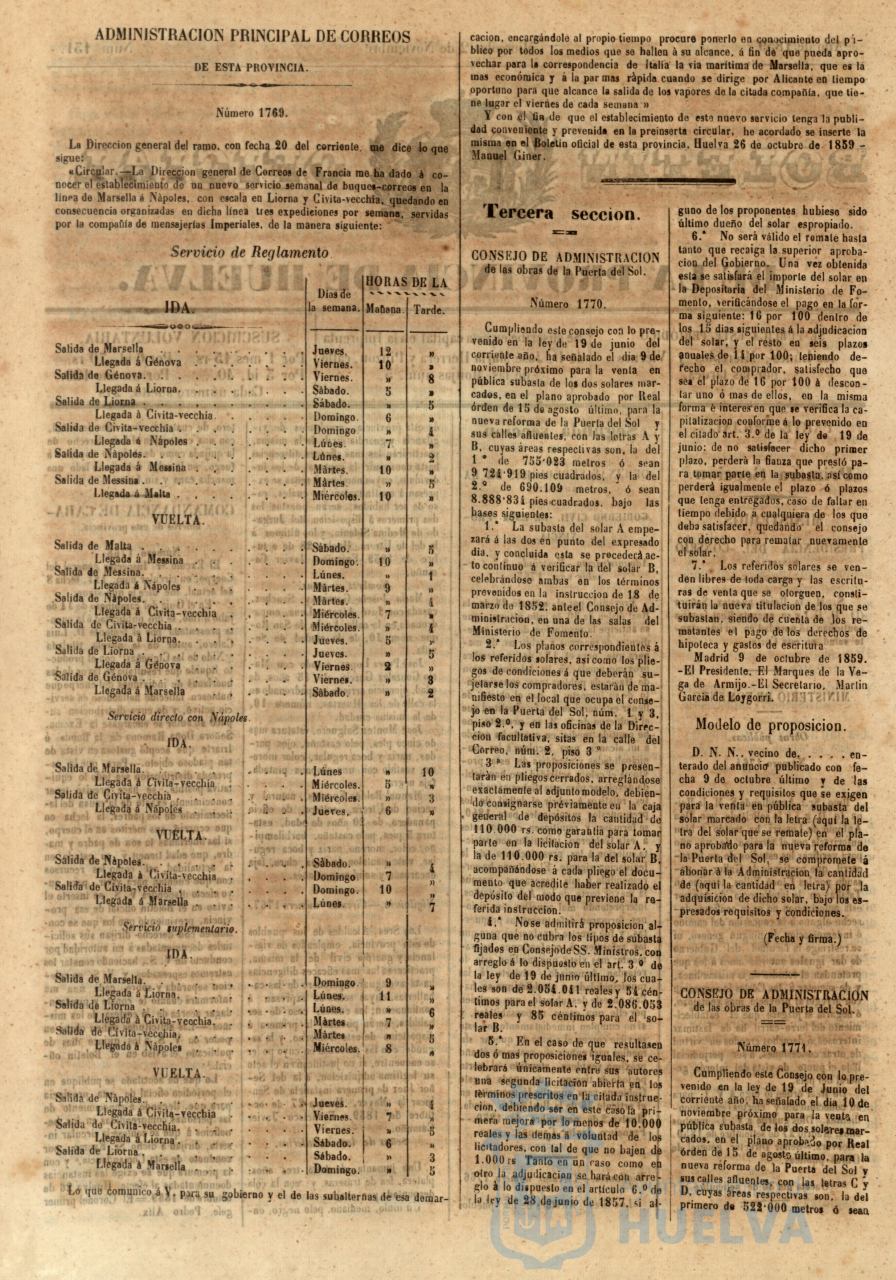 ADMINISTRACION PRINCIPAL DE CORREOS
DE ESTA PROVINCIA.
Número 1769.
La Direccion general del ramo, con fecha 20 del corriente, me dice lo que
sigue:
«Circular.—La Direccion general de Correos de Francia me ha dado á co-
nocer el establecimiento de un nuevo servicio semanal de buques-correos en la
línea de Marsella á Nàpoles, con escala en Liorna y Civita-vecchia, quedando en
consecuencia organizadas en dicha línea tres expediciones por semana, servidas
por la compañía de mensajerías Imperiales, de la manera siguiente:
Servicio de Reglamento
IDA. Dias de la semana. HORAS DE LA Mañana. Tarde.
Salida de Marsella . . . Jueves. 12 »
Llegada á Génova . . . Viernes. 10 »
Salida de Génova. . . . Viernes. » 8
Llegada á Liorna. . . . Sàbado. 5 »
Salida de Liorna . . . Sàbado. » 5
Llegada à Civita-vecchia. . . . Domingo. 6 »
Salida de Civita-vecchia . . . Domingo » 4
Llegada á Nápoles . . . Lúnes. 7 »
Salida de Nápoles. . . . Lúnes. » 2
Llegada á Messina . . . Màrtes. 10 »
Salida de Messina. . . . Màrtes. » 5
Llegada á Malta . . . Miércoles. 10 »
VUELTA.
Salida de Malta . . . Sàbado. » 5
Llegada á Messina . . . Domingo. 10 »
Salida de Messina. . . . Lúnes. » 1
Llegada á Nàpoles . . . Màrtes. 9 »
Salida de Nàpoles. . . . Màrtes. » 4
Llegada á Civita-vecchia . . . Miércoles. 7 »
Salida de Civita-vecchia . . . Miércoles. » 4
Llegada á Liorna. . . . Jueves. 5 »
Salida de Liorna . . . Jueves. » 5
Llegada á Génova . . . Viernes 2 »
Salida de Génova . . . Viernes. » 3
Llegada á Marsella . . . Sàbado. » 2
Servicio directo con Nápoles.
IDA.
Salida de Marsella. . . . Lúnes » 10
Llegada á Civita-vecchia . . . Miércoles. 5 »
Salida de Civita-vecchia . . . Miércoles. » 3
Llegada á Nápoles . . . Jueves. 6 »
VUELTA.
Salida de Nàpoles. . . . Sàbado. » 4
Llegada á Civita-vecchia . . . Domingo 7 »
Salida de Civita-vecchia . . . Domingo. 10 »
Llegada á Marsella . . . Lúnes. » 7
Servicio suplementario.
IDA.
Salida de Marsella. . . . Domingo 9 »
Llegada á Liorna. . . . Lúnes. 11 »
Salida de Liorna . . . Lúnes. » 6
Llegada à Civita-vecchia. . . . Màrtes 7 »
Salida de Civita-vecchia. . . . Màrtes » 5
Llegada á Nàpoles . . . Miércoles. 8 »
VUELTA.
Salida de Nàpoles . . . Jueves. » 4
Llegada á Civita-vecchia . . . Viernes 7 »
Salida de Civita-vecchia. . . . Viernes. » 5
Llegada á Liorna. . . . Sàbado. 6 »
Salida de Liorna. . . . Sàbado. » 3
Llegada á Marsella . . . Domingo. » 5
Lo que comunico á V. para su gobierno y el de las subalternas de esa demar-
cacion, encargándole al propio tiempo procure ponerlo en conocimiento del pú-
blico por todos los medios que se hallen à su alcance, á fin de que pueda apro-
vechar para la correspondencia de Italia la via marítima de Marsella, que es la
mas económica y á la par mas ràpida cuando se dirige por Alicante en tiempo
oportuno para que alcance la salida de los vapores de la citada compañía, que tie-
ne lugar el viernes de cada semana »
Y con el fin de que el establecimiento de este nuevo servicio tenga la publi-
dad conveniente y prevenida en la preinserta circular, he acordado se inserte la
misma en el Boletin oficial de esta provincia. Huelva 26 de octubre de 1859 -
Manuel Giner.
Tercera seccion.
CONSEJO DE ADMINISTRACION
de las obras de la Puerta del Sol.
Número 1770.
Cumpliendo este consejo con lo pre-
venido en la ley de 19 de junio del
corriente año, ha señalado el dia 9 de
noviembre próximo para la venta en
pública subasta de los dos solares mar-
cados, en el plano aprobado por Real
órden de 15 de agosto último, para la
nueva reforma de la Puerta del Sol y
sus calles afluentes, con las letras A y
B, cuyas áreas respectivas son, la del
1.° de 755·023 metros ó sean
9 724·919 pies cuadrados, y la del
2.° de 690.109 metros, ó sean
8.888·834 pies cuadrados, bajo las
bases siguientes:
1.ª La subasta del solar A empe-
zará á las dos en punto del expresado
dia, y concluida esta se procederá ac-
to contínuo á verificar la del solar B,
celebrándose ambas en los términos
prevenidos en la instruccion de 18 de
marzo de 1852, ante el Consejo de Ad-
ministracion, en una de las salas del
Ministerio de Fomento.
2.ª Los planos correspondientes á
los referidos solares, así como los plie-
gos de condiciones á que deberán su-
jetarse los compradores, estarán de ma-
nifiesto en el local que ocupa el conse-
jo en la Puerta del Sol, núm. 1 y 3,
piso 2.°, y en las oficinas de la Direc-
cion facultativa, sitas en la calle del
Correo, núm. 2, piso 3.°
3.ª Las proposiciones se presen-
tarán en pliegos cerrados, arreglándose
exactamente al adjunto modelo, debien-
do consignarse préviamente en la caja
general de depósitos la cantidad de
110.000 rs. como garantía para tomar
parte en la licitacion del solar A, y
la de 110.000 rs. para la del solar B,
acompañándose á cada pliego el docu-
mento que acredite haber realizado el
depósito del modo que previene la re-
ferida instruccion.
4.ª No se admitirá proposicion al-
guna que no cubra los tipos de subasta
fijados en Consejo de SS. Ministros, con
arreglo á lo dispuesto en el art. 3.° de
la ley de 19 de junio último, los cua-
les son de 2.054.041 reales y 54 cén-
timos para el solar A, y de 2.086.053
reales y 85 céntimos para el so-
lar B.
5.ª En el caso de que resultasen
dos ó mas proposiciones iguales, se ce-
lebrará únicamente entre sus autores
una segunda licitacion abierta en los
términos prescritos en la citada instruc-
cion, debiendo ser en este caso la pri-
mera mejora por lo menos de 10.000
reales y las demas á voluntad de los
licitadores, con tal de que no bajen de
1.000 rs Tanto en un caso como en
otro la adjudicacion se hará con arre-
glo à lo dispuesto en el artículo 6.° de
la ley de 28 de junio de 1857, si al-
guno de los proponentes hubiese sido
último dueño del solar espropiado.
6.ª No será válido el remate hasta
tanto que recaiga la superior aproba-
cion del Gobierno. Una vez obtenida
esta se satisfará el importe del solar en
la Depositaria del Ministerio de Fo-
mento, verificándose el pago en la for-
ma siguiente: 16 por 100 dentro de
los 15 dias siguientes á la adjudicacion
del solar, y el resto en seis plazos
anuales de 14 por 100; teniendo de-
recho el comprador, satisfecho que
sea el plazo de 16 por 100 à descon-
tar uno ó mas de ellos, en la misma
forma è interes en que se verifica la ca-
pitalizacion conforme á lo prevenido en
el citado art. 3.° de la ley de 19 de
junio: de no satisfacer dicho primer
plazo, perderá la fianza que prestó pa-
ra tomar parte en la subasta, así como
perderá igualmente el plazo ó plazos
que tenga entregados, caso de faltar en
tiempo debido a cualquiera de los que
deba satisfacer, quedando el consejo
con derecho para rematar nuevamente
el solar.
7.ª Los referidos solares se ven-
den libres de toda carga y las escritu-
ras de venta que se otorguen, consti-
tuirán la nueva titulacion de los que se
subastan, siendo de cuenta de los re-
matantes el pago de los derechos de
hipoteca y gastos de escritura
Madrid 9 de octubre de 1859.
-El Presidente, El Marques de la Ve-
ga de Armijo.-El Secretario, Martin
Garcia de Loygorri.
Modelo de proposicion.
D. N. N., vecino de. . . . . en-
terado del anuncio publicado con fe-
cha 9 de octubre último y de las
condiciones y requisitos que se exigen
para la venta en pública subasta del
solar marcado con la letra (aquí la le-
tra del solar que se remate) en el pla-
no aprobado para la nueva reforma de
la Puerta del Sol, se compromete á
abonar à la Administracion la cantidad
de (aquí la cantidad en letra) por la
adquisicion de dicho solar, bajo los es-
presados requisitos y condiciones.
(Fecha y firma.)
CONSEJO DE ADMINISTRACION
de las obras de la Puerta del Sol.
Número 1771.
Cumpliendo este Consejo con lo pre-
venido en la ley de 19 de Junio del
corriente año, ha señalado el dia 10 de
noviembre próximo para la venta en
pública subasta de los dos solares mar-
cados, en el plano aprobado por Real
órden de 15 de agosto último, para la
nueva reforma de la Puerta del Sol y
sus calles afluentes, con las letras C y
D, cuyas áreas respectivas son, la del
primero de 522·000 metros ó sean
HUELVA